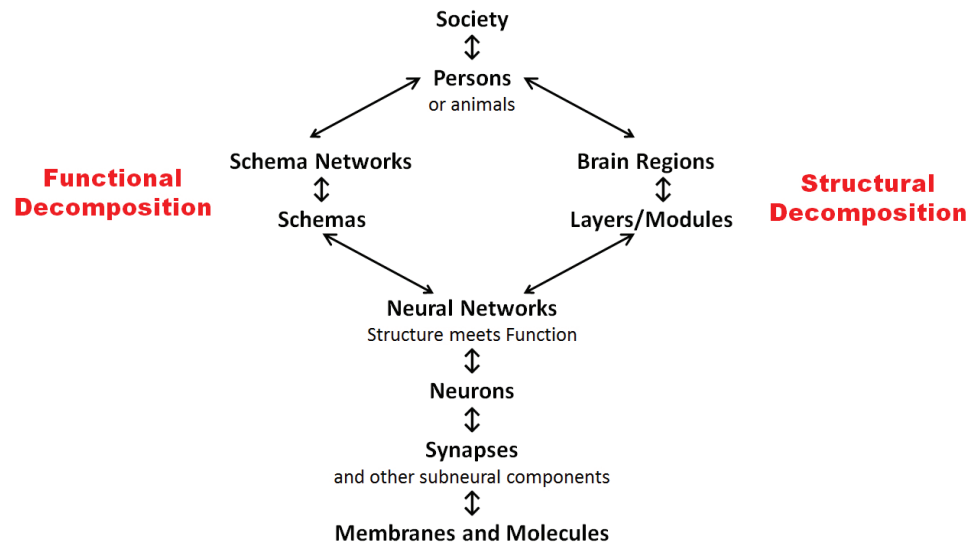 Society
Persons
or animals
Schema Networks
Brain Regions
Functional
Decomposition
Structural
Decomposition
Schemas
Layers/Modules
Neural Networks
Structure meets Function
Neurons
Synapses
and other subneural components
Membranes and Molecules